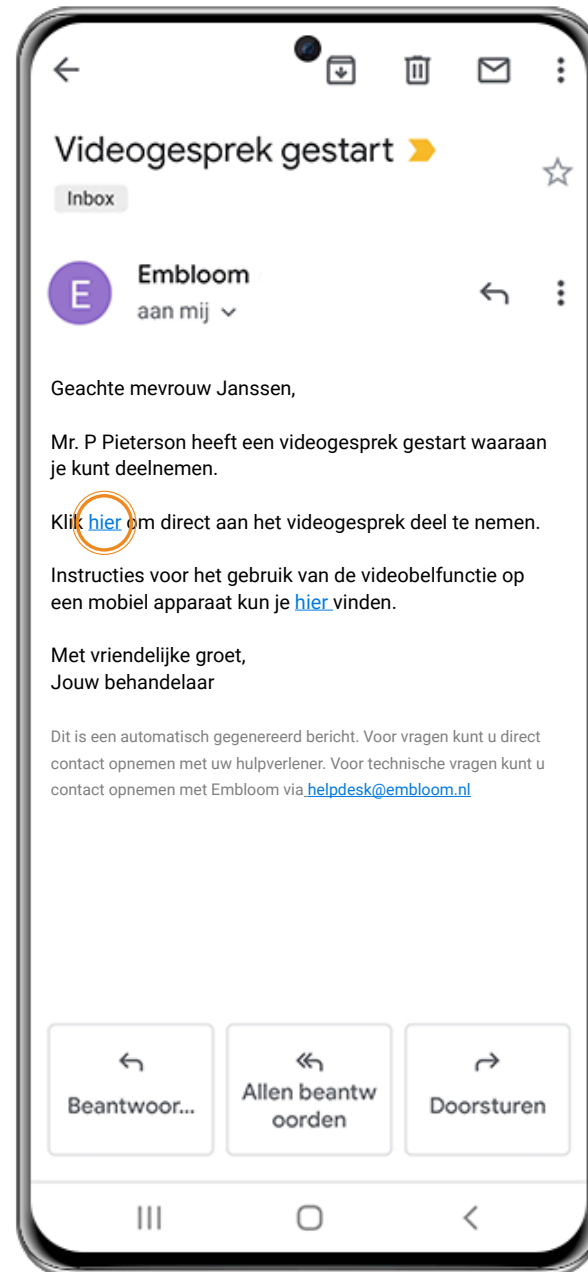 Videogesprek gestart
Inbox
E
Embloom
aan mij
Geachte mevrouw Janssen,
Mr. P Pieterson heeft een videogesprek gestart waaraan
je kunt deelnemen.
Klik hier om direct aan het videogesprek deel te nemen.
Instructies voor het gebruik van de videobelfunctie op
een mobiel apparaat kun je hier vinden.
Met vriendelijke groet,
Jouw behandelaar
Dit is een automatisch gegenereerd bericht. Voor vragen kunt u direct
contact opnemen met uw hulpverlener. Voor technische vragen kunt u
contact opnemen met Embloom via helpdesk@embloom.nl
Beantwoor...
Allen beantw
oorden
Doorsturen